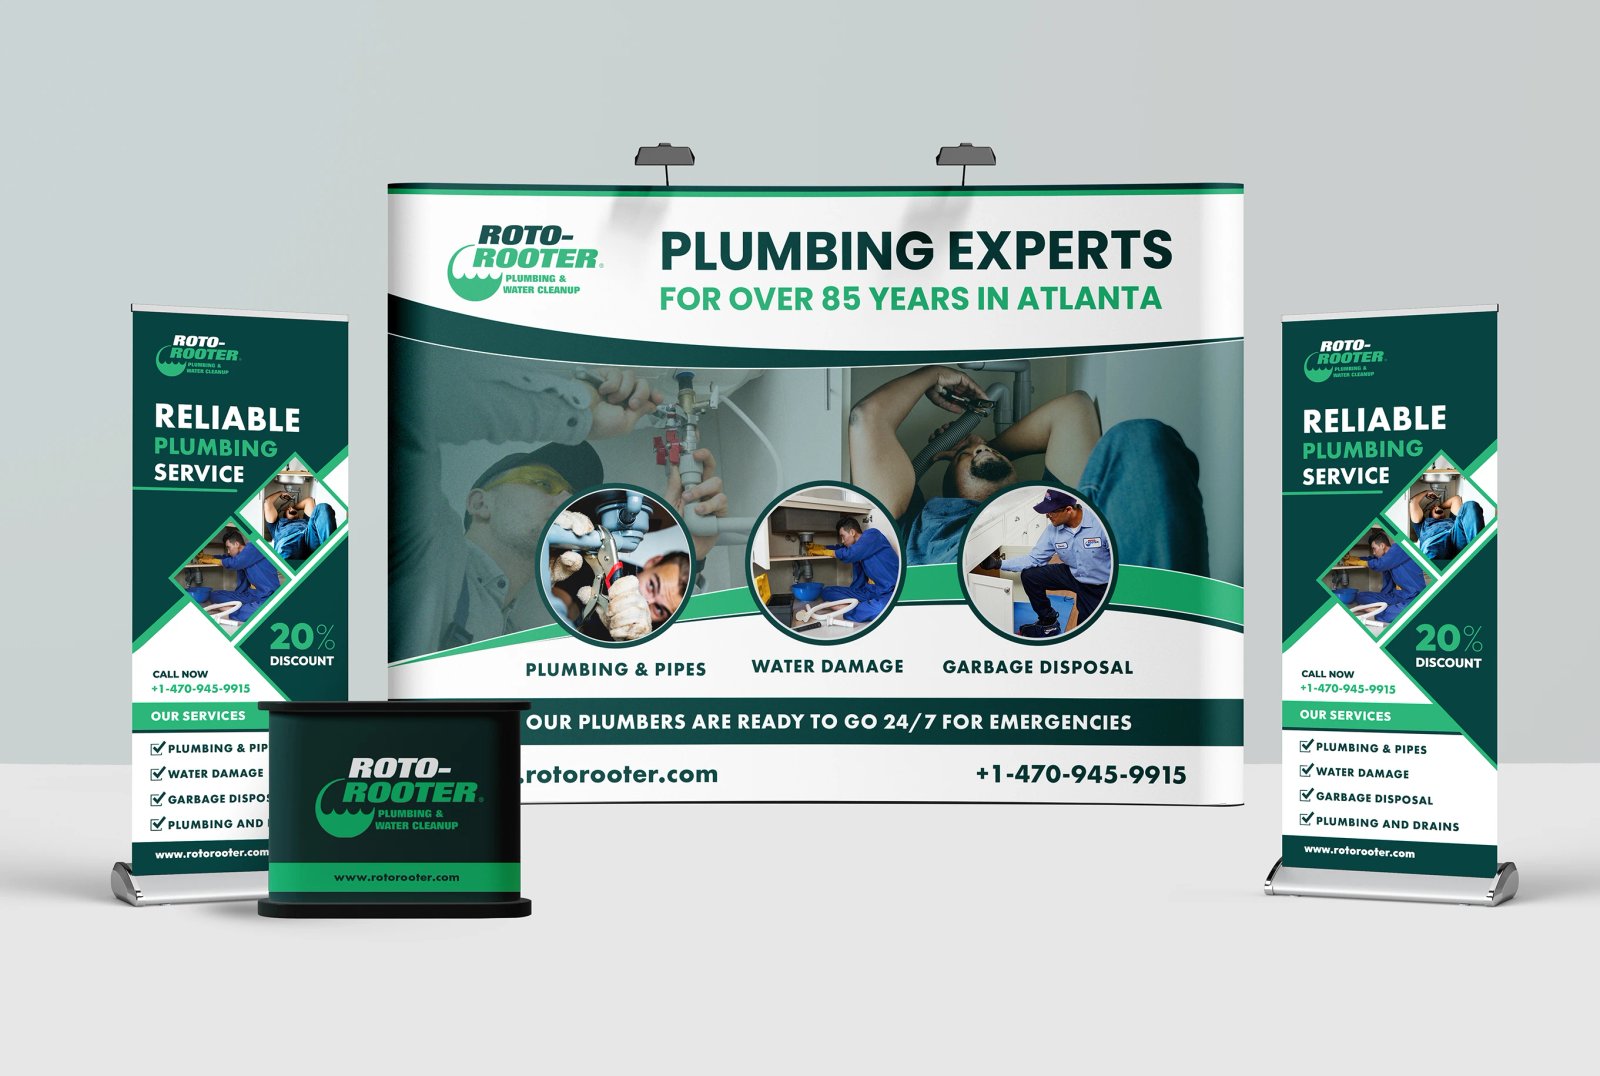 ROTO-
ROOTER®
PLUMBING &
WATER CLEANUP
PLUMBING EXPERTS
FOR OVER 85 YEARS IN ATLANTA
PLUMBING & PIPES
WATER DAMAGE
GARBAGE DISPOSAL
OUR PLUMBERS ARE READY TO GO 24/7 FOR EMERGENCIES
.rotorooter.com
+1-470-945-9915
ROTO-
ROOTER
PLUMBING &
WATER CLEANUP
RELIABLE
PLUMBING
SERVICE
20%
DISCOUNT
CALL NOW
+1-470-945-9915
OUR SERVICES
PLUMBING & PIP
WATER DAMAGE
GARBAGE DISPOS
PLUMBING AND
www.rotorooter.com
ROTO-
ROOTER®
PLUMBING &
WATER CLEANUP
www.rotorooter.com
ROTO-
ROOTER
PLUMBING &
WATER CLEANUP
RELIABLE
PLUMBING
SERVICE
20%
DISCOUNT
CALL NOW
+1-470-945-9915
OUR SERVICES
PLUMBING & PIPES
WATER DAMAGE
GARBAGE DISPOSAL
PLUMBING AND DRAINS
www.rotorooter.com